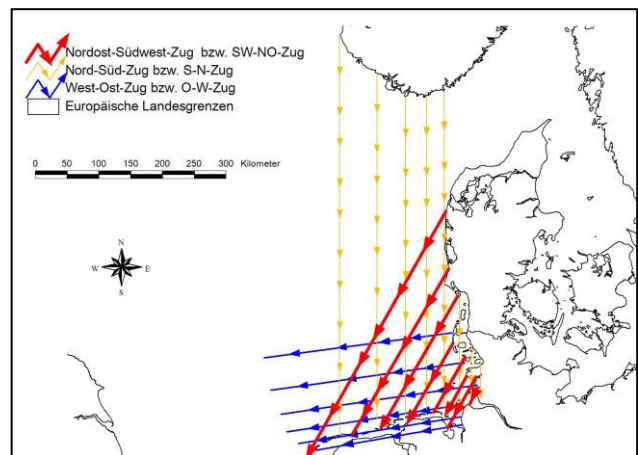 Nordost-Südwest-Zug bzw. SW-NO-Zug
Nord-Süd-Zug bzw. S-N-Zug
West-Ost-Zug bzw. O-W-Zug
Europäische Landesgrenzen
0 50 100 150 200 250 300 Kilometer
N
W E
S